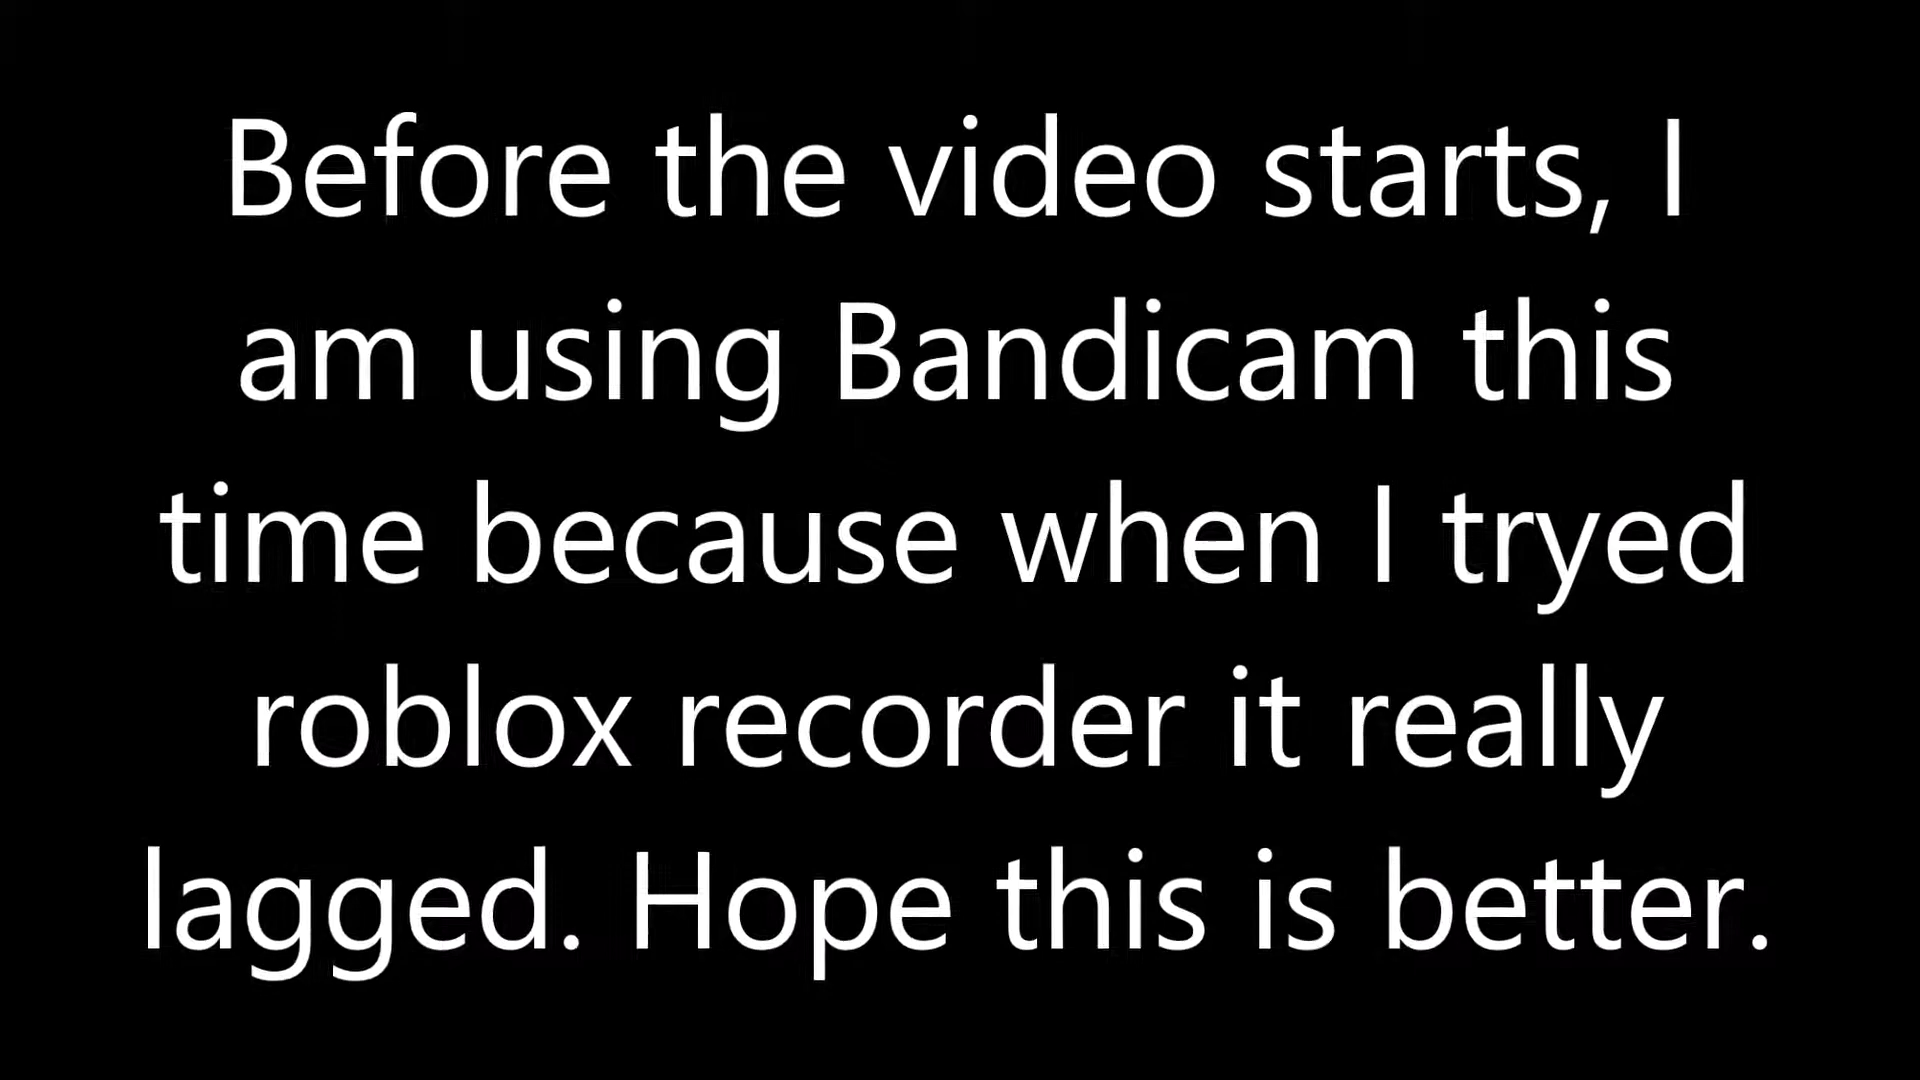 Before the video starts, I
am using Bandicam this
time because when I tryed
roblox recorder it really
lagged. Hope this is better.